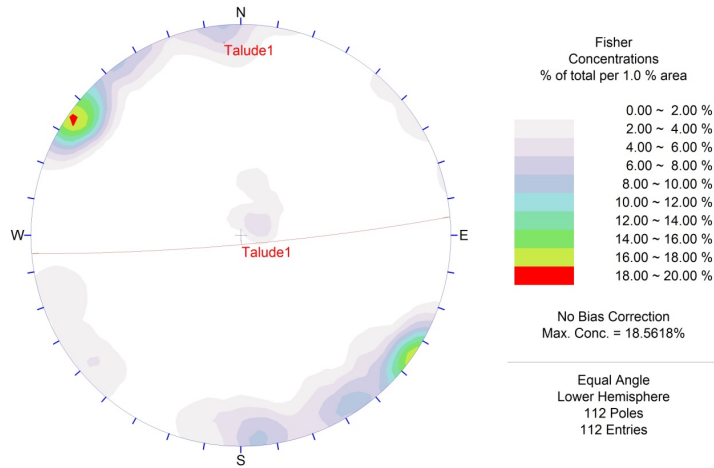 N
Talude1
W
E
Talude1
S
Fisher
Concentrations
% of total per 1.0 % area
0.00 ~ 2.00 %
2.00 ~ 4.00 %
4.00 ~ 6.00 %
6.00 ~ 8.00 %
8.00 ~ 10.00 %
10.00 ~ 12.00 %
12.00 ~ 14.00 %
14.00 ~ 16.00 %
16.00 ~ 18.00 %
18.00 ~ 20.00 %
No Bias Correction
Max. Conc. = 18.5618%
Equal Angle
Lower Hemisphere
112 Poles
112 Entries